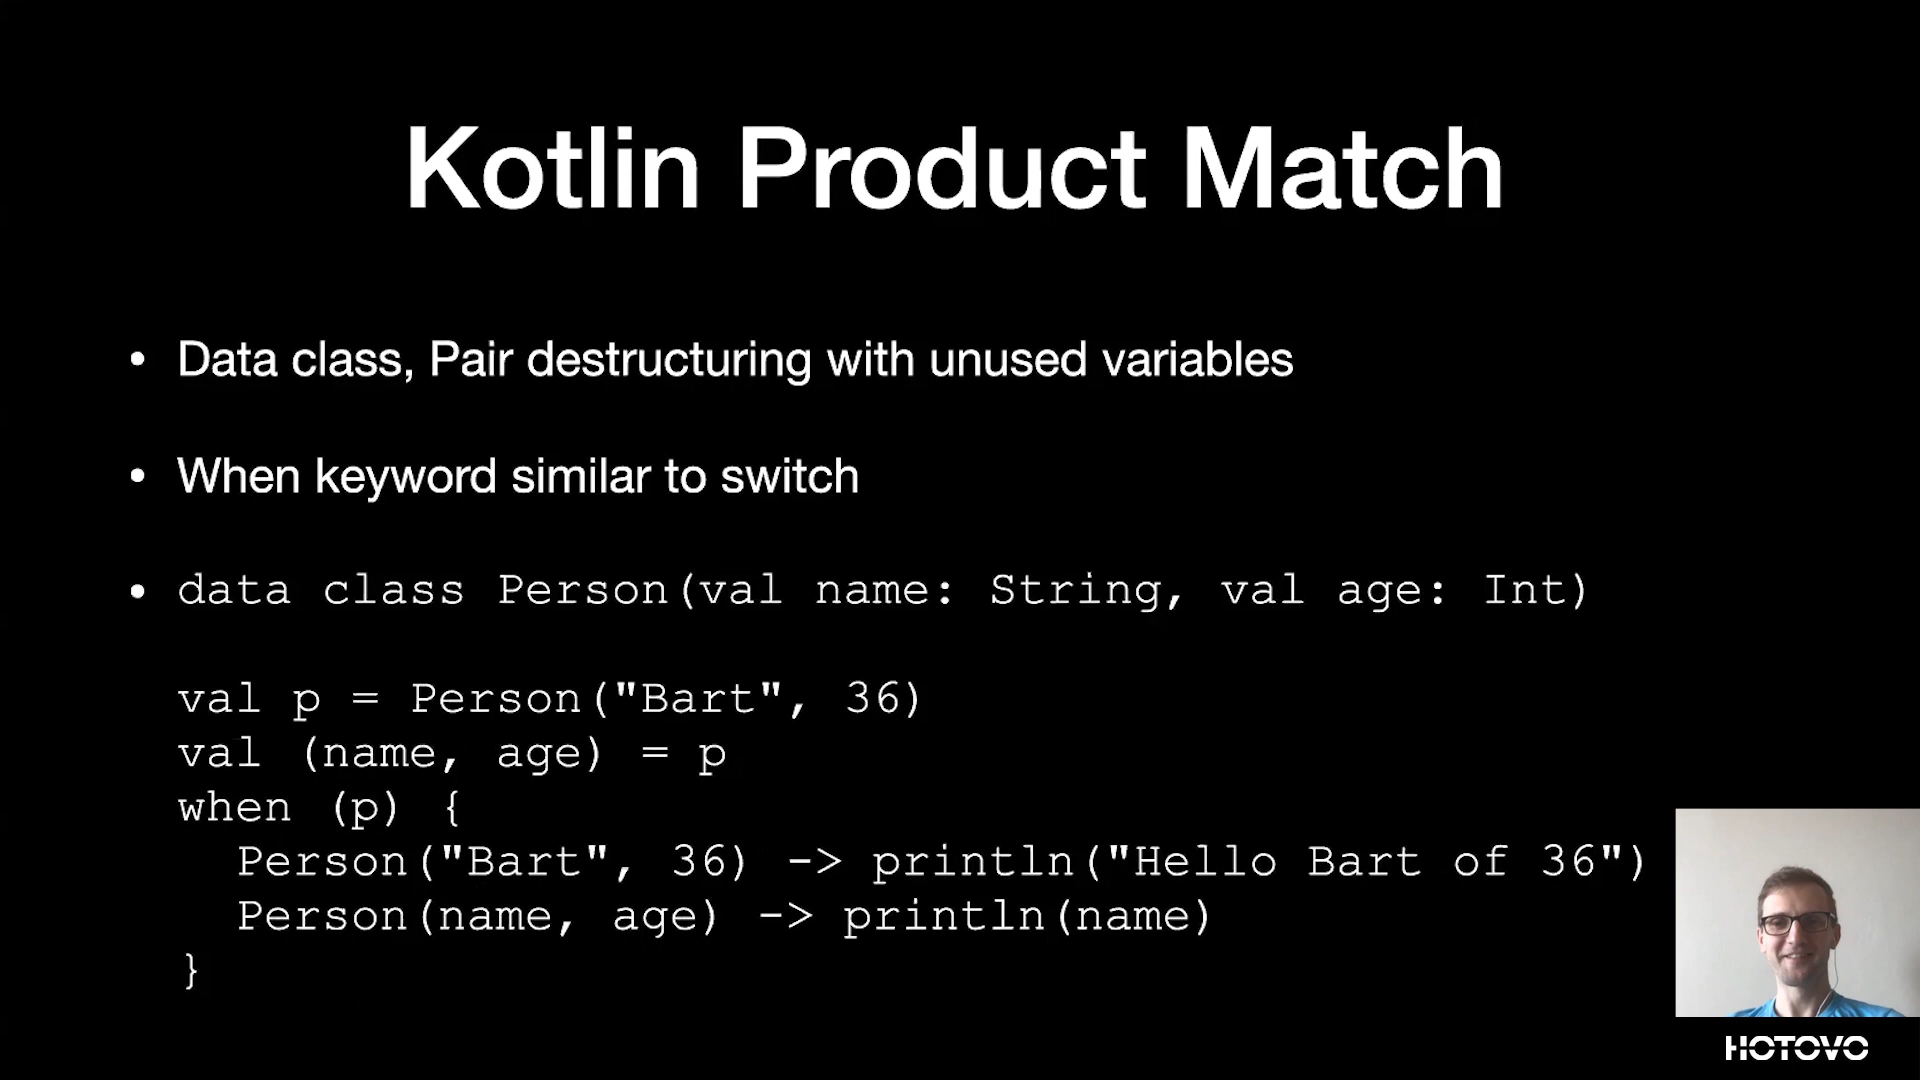 Kotlin Product Match
• Data class, Pair destructuring with unused variables
• When keyword similar to switch
• data class Person(val name: String, val age: Int)
val p = Person("Bart", 36)
val (name, age) = p
when (p) {
  Person("Bart", 36) -> println("Hello Bart of 36")
  Person(name, age) -> println(name)
}
HOTOVO